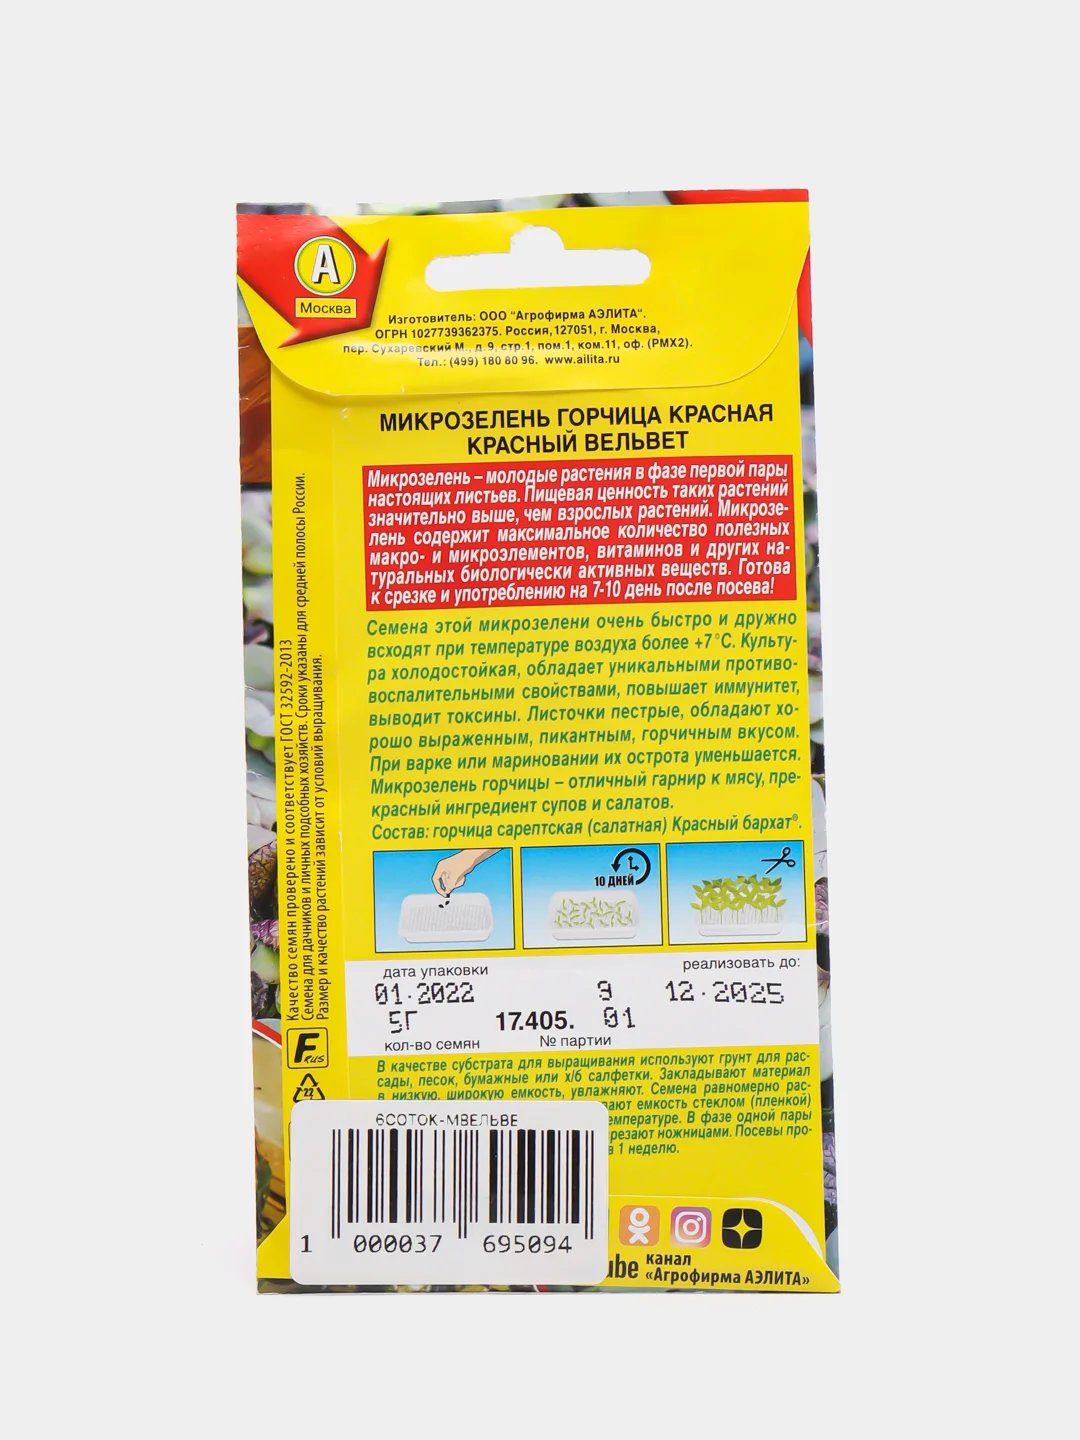 А
Москва
Изготовитель: ООО "Агрофирма АЭЛИТА".
ОГРН 1027739362375. Россия, 127051, г. Москва,
пер. Сухаревский М., д.9, стр.1, пом.1, ком.11, оф. (РМХ2).
Тел.: (499) 180 80 96. www.ailita.ru
МИКРОЗЕЛЕНЬ ГОРЧИЦА КРАСНАЯ
КРАСНЫЙ ВЕЛЬВЕТ
Микрозелень – молодые растения в фазе первой пары
настоящих листьев. Пищевая ценность таких растений
значительно выше, чем взрослых растений. Микрозе-
лень содержит максимальное количество полезных
макро- и микроэлементов, витаминов и других на-
туральных биологически активных веществ. Готова
к срезке и употреблению на 7-10 день после посева!
Семена этой микрозелени очень быстро и дружно
всходят при температуре воздуха более +7°С. Культу-
ра холодостойкая, обладает уникальными противо-
воспалительными свойствами, повышает иммунитет,
выводит токсины. Листочки пестрые, обладают хо-
рошо выраженным, пикантным, горчичным вкусом.
При варке или мариновании их острота уменьшается.
Микрозелень горчицы – отличный гарнир к мясу, пре-
красный ингредиент супов и салатов.
Состав: горчица сарептская (салатная) Красный бархат®.
10 ДНЕЙ
Качество семян проверено и соответствует ГОСТ 32592-2013
Семена для дачников и личных подсобных хозяйств. Сроки указаны для средней полосы России.
Размер и качество растений зависит от условий выращивания.
дата упаковки
реализовать до:
01.2022
Э
12.2025
5Г
17.405.
01
кол-во семян
№ партии
F RUS
22
В качестве субстрата для выращивания используют грунт для рас-
сады, песок, бумажные или х/б салфетки. Закладывают материал
в низкую, широкую емкость, увлажняют. Семена равномерно рас-
ают емкость стеклом (пленкой)
емпературе. В фазе одной пары
резают ножницами. Посевы про-
в 1 неделю.
6СОТОК-МВЕЛЬВЕ
1 000037 695094
ube
канал
«Агрофирма АЭЛИТА»